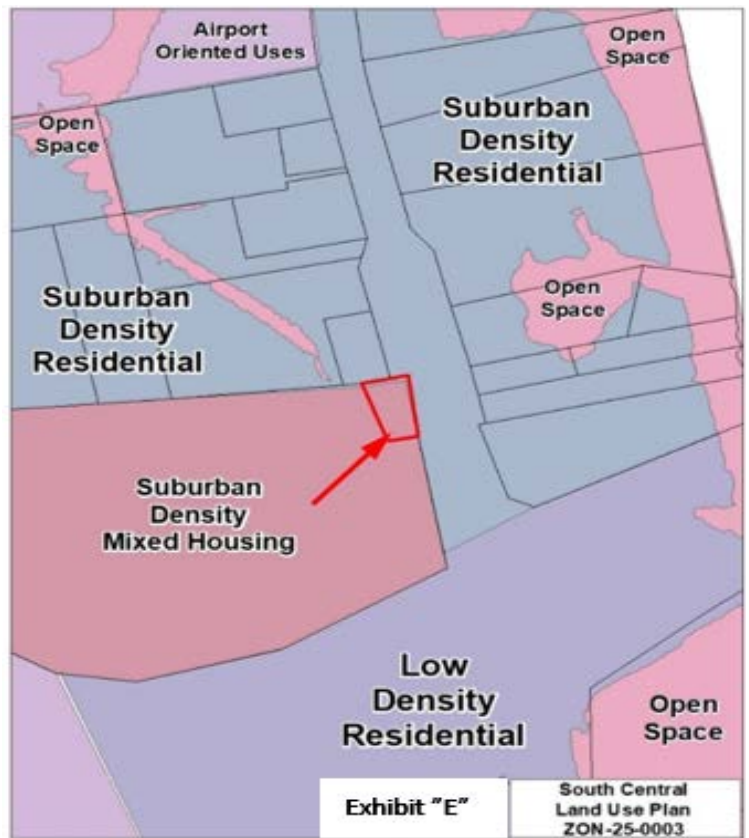 Airport
Oriented Uses
Open
Space
Suburban
Density
Residential
Open
Space
Suburban
Density
Residential
Open
Space
Suburban
Density
Mixed Housing
Low
Density
Residential
Open
Space
Exhibit "E"
South Central
Land Use Plan
ZON-25-0003